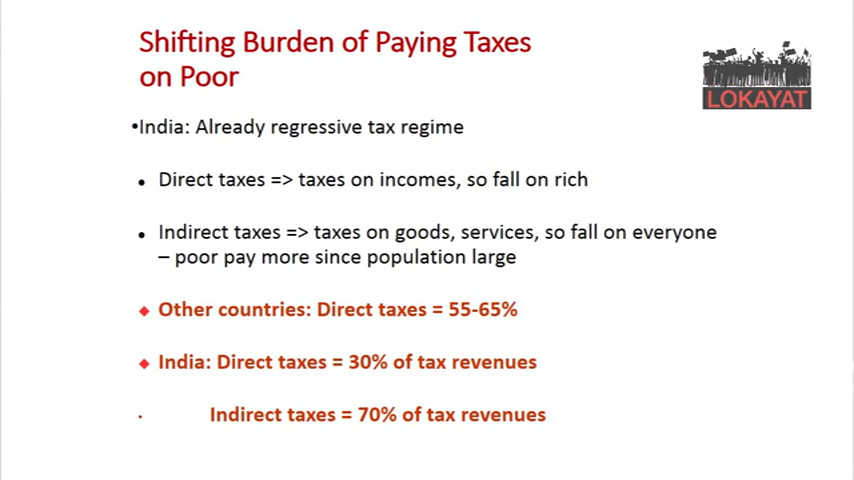 Shifting Burden of Paying Taxes
on Poor
LOKAYAT
•India: Already regressive tax regime
• Direct taxes => taxes on incomes, so fall on rich
• Indirect taxes => taxes on goods, services, so fall on everyone
– poor pay more since population large
◆ Other countries: Direct taxes = 55-65%
◆ India: Direct taxes = 30% of tax revenues
• Indirect taxes = 70% of tax revenues